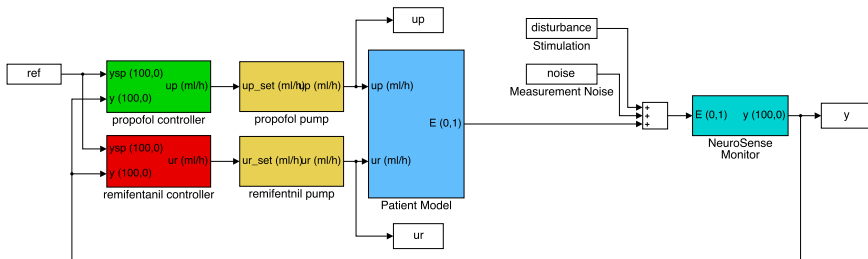 up
disturbance
Stimulation
ref
ysp (100,0)
up (ml/h)
y (100,0)
propofol controller
up_set (ml/h)
up (ml/h)
propofol pump
up (ml/h)
E (0,1)
ur (ml/h)
Patient Model
noise
Measurement Noise
+
+
+
E (0,1)
y (100,0)
NeuroSense
Monitor
y
ysp (100,0)
ur (ml/h)
y (100,0)
remifentanil controller
ur_set (ml/h)
ur (ml/h)
remifentnil pump
ur